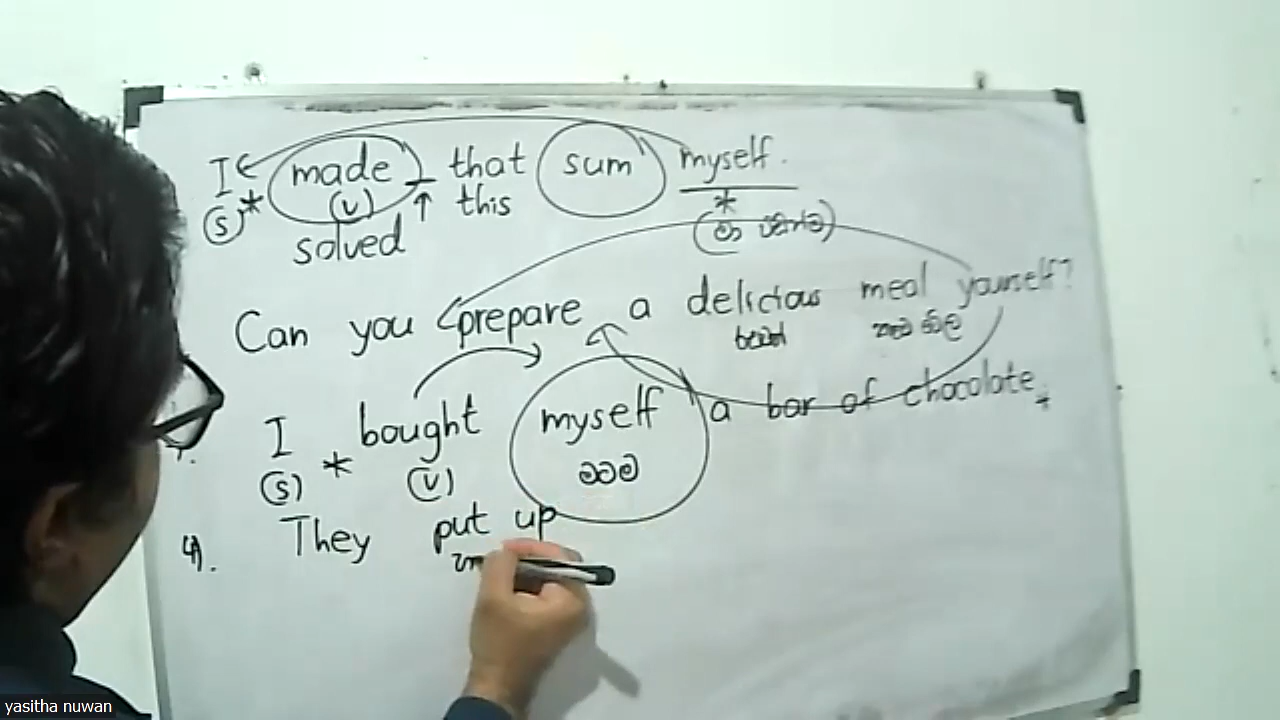 I made that sum myself.
(s) * (v) ↑ this *
solved
Can you prepare a delicious meal yourself?
I bought myself a bar of chocolate
(s) * (v) මටම
4). They put up
yasitha nuwan